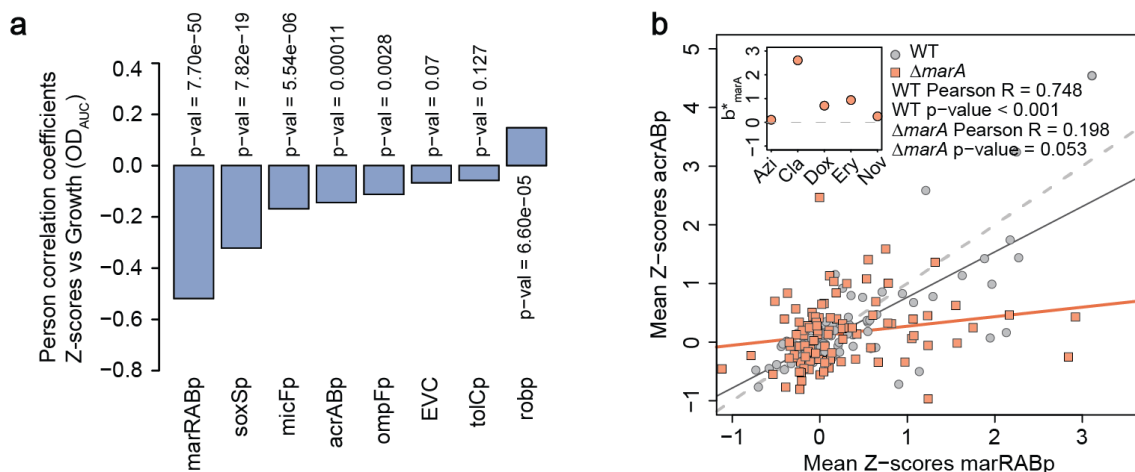 a
Person correlation coefficients
Z-scores vs Growth (OD_AUC)
0.4
0.2
0.0
−0.2
−0.4
−0.6
−0.8
p-val = 7.70e-50
p-val = 7.82e-19
p-val = 5.54e-06
p-val = 0.00011
p-val = 0.0028
p-val = 0.07
p-val = 0.127
p-val = 6.60e-05
marRABp
soxSp
micFp
acrABp
ompFp
EVC
tolCp
robp
b
Mean Z-scores acrABp
5
4
3
2
1
0
−1
b*marA
3
2
1
0
−1
Azi
Cla
Dox
Ery
Nov
WT
ΔmarA
WT Pearson R = 0.748
WT p-value < 0.001
ΔmarA Pearson R = 0.198
ΔmarA p-value = 0.053
−1
0
1
2
3
Mean Z-scores marRABp